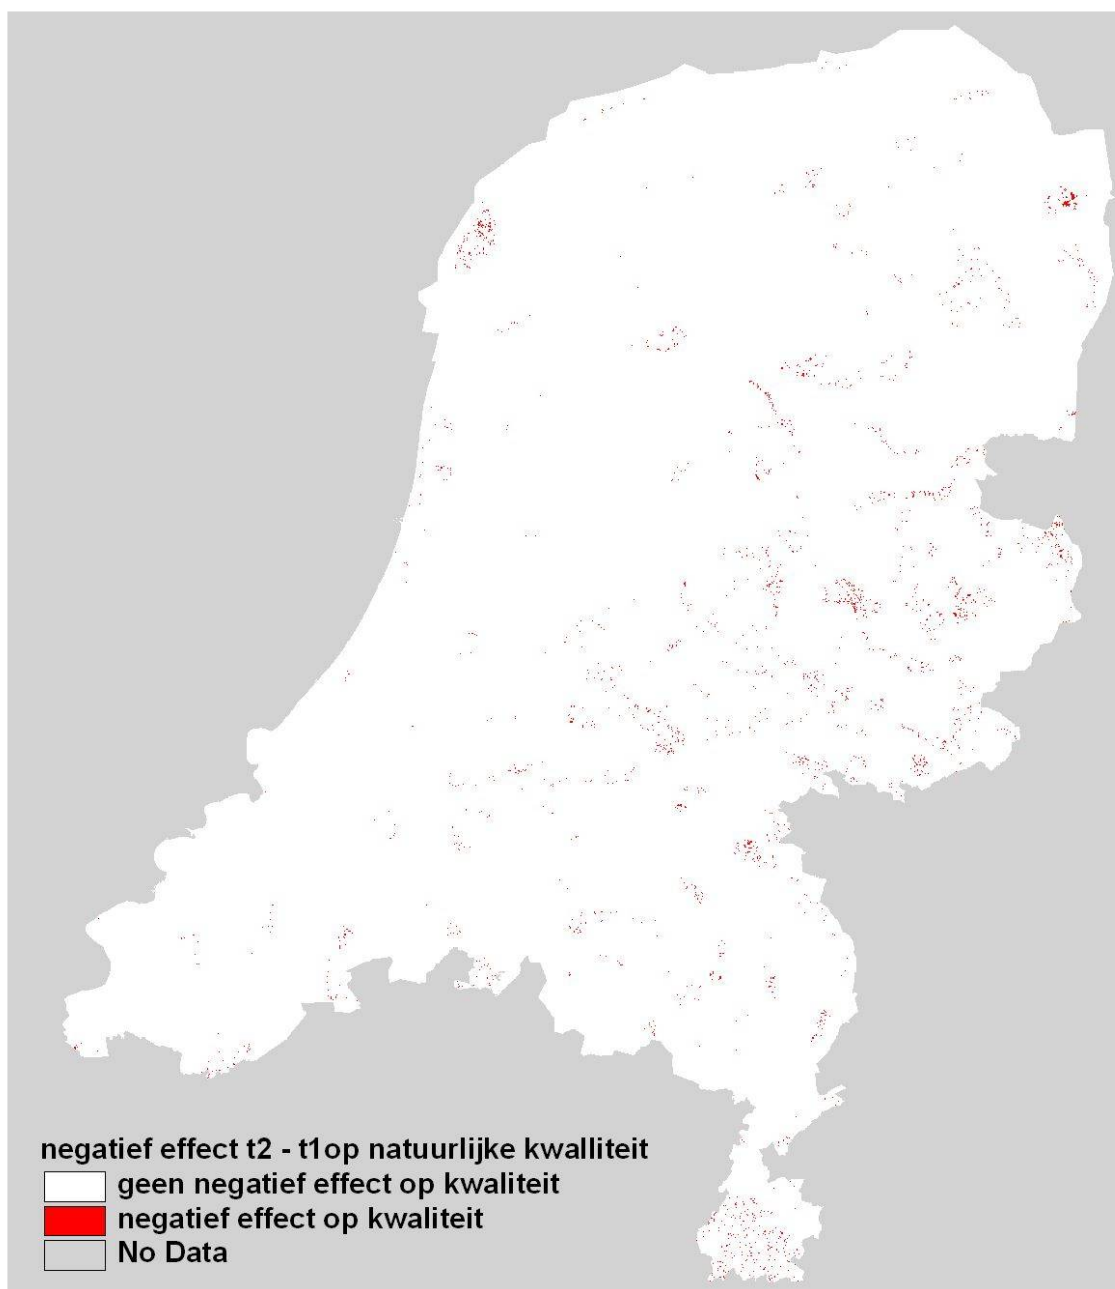 negatief effect t2 - t1op natuurlijke kwalliteit
geen negatief effect op kwaliteit
negatief effect op kwaliteit
No Data